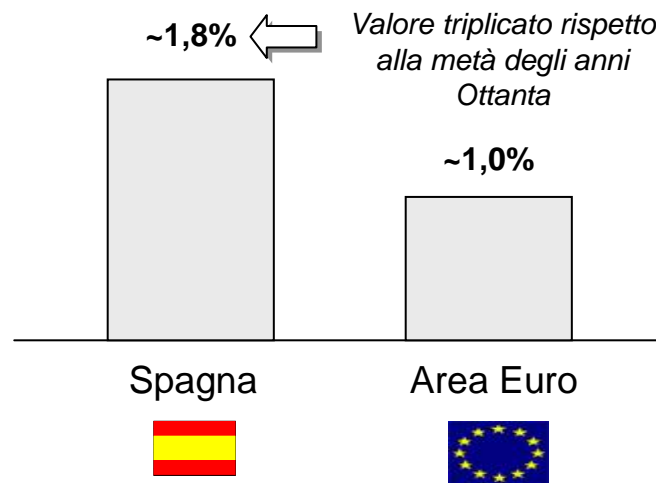 ~1,8%
Valore triplicato rispetto
alla metà degli anni
Ottanta
~1,0%
Spagna
Area Euro